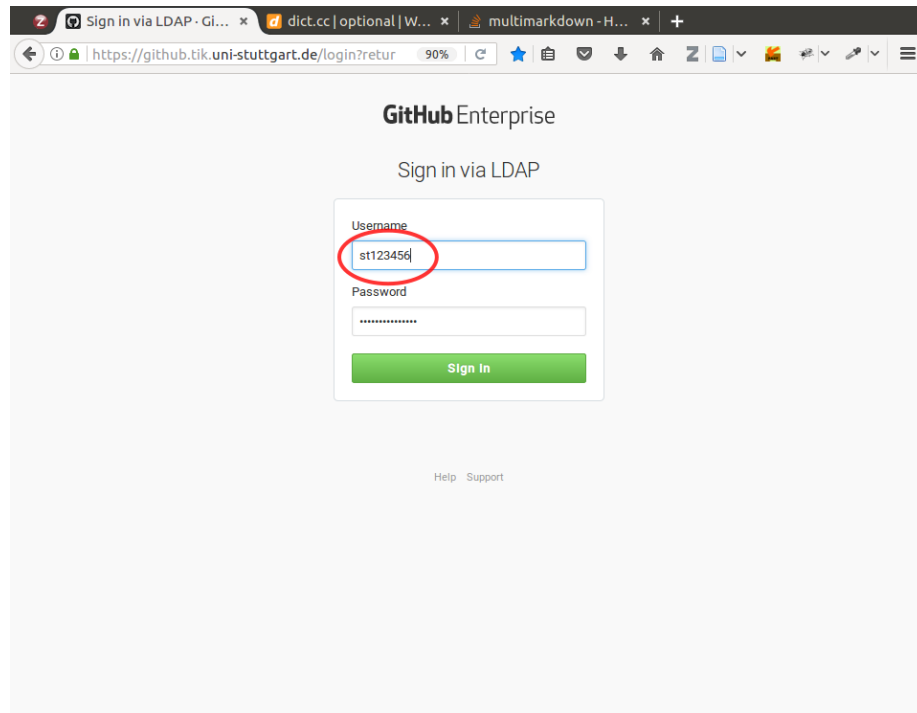 Sign in via LDAP · Gi...
dict.cc | optional | W...
multimarkdown - H...
https://github.tik.uni-stuttgart.de/login?retur
90%
GitHub Enterprise
Sign in via LDAP
Username
st123456
Password
•••••••••••••••
Sign in
Help Support